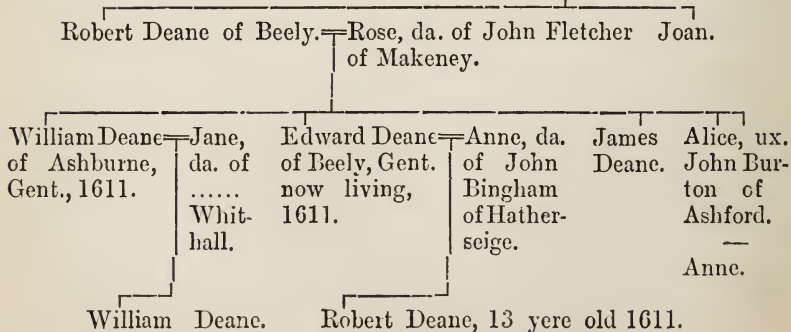 Robert Deane of Beely.
Rose, da. of John Fletcher
of Makeney.
Joan.
William Deane
of Ashburne,
Gent., 1611.
Jane,
da. of
......
Whit-
hall.
Edward Deane
of Beely, Gent.
now living,
1611.
Anne, da.
of John
Bingham
of Hather-
seige.
James
Deane.
Alice, ux.
John Bur-
ton of
Ashford.
—
Anne.
William Deane.
Robert Deane, 13 yere old 1611.